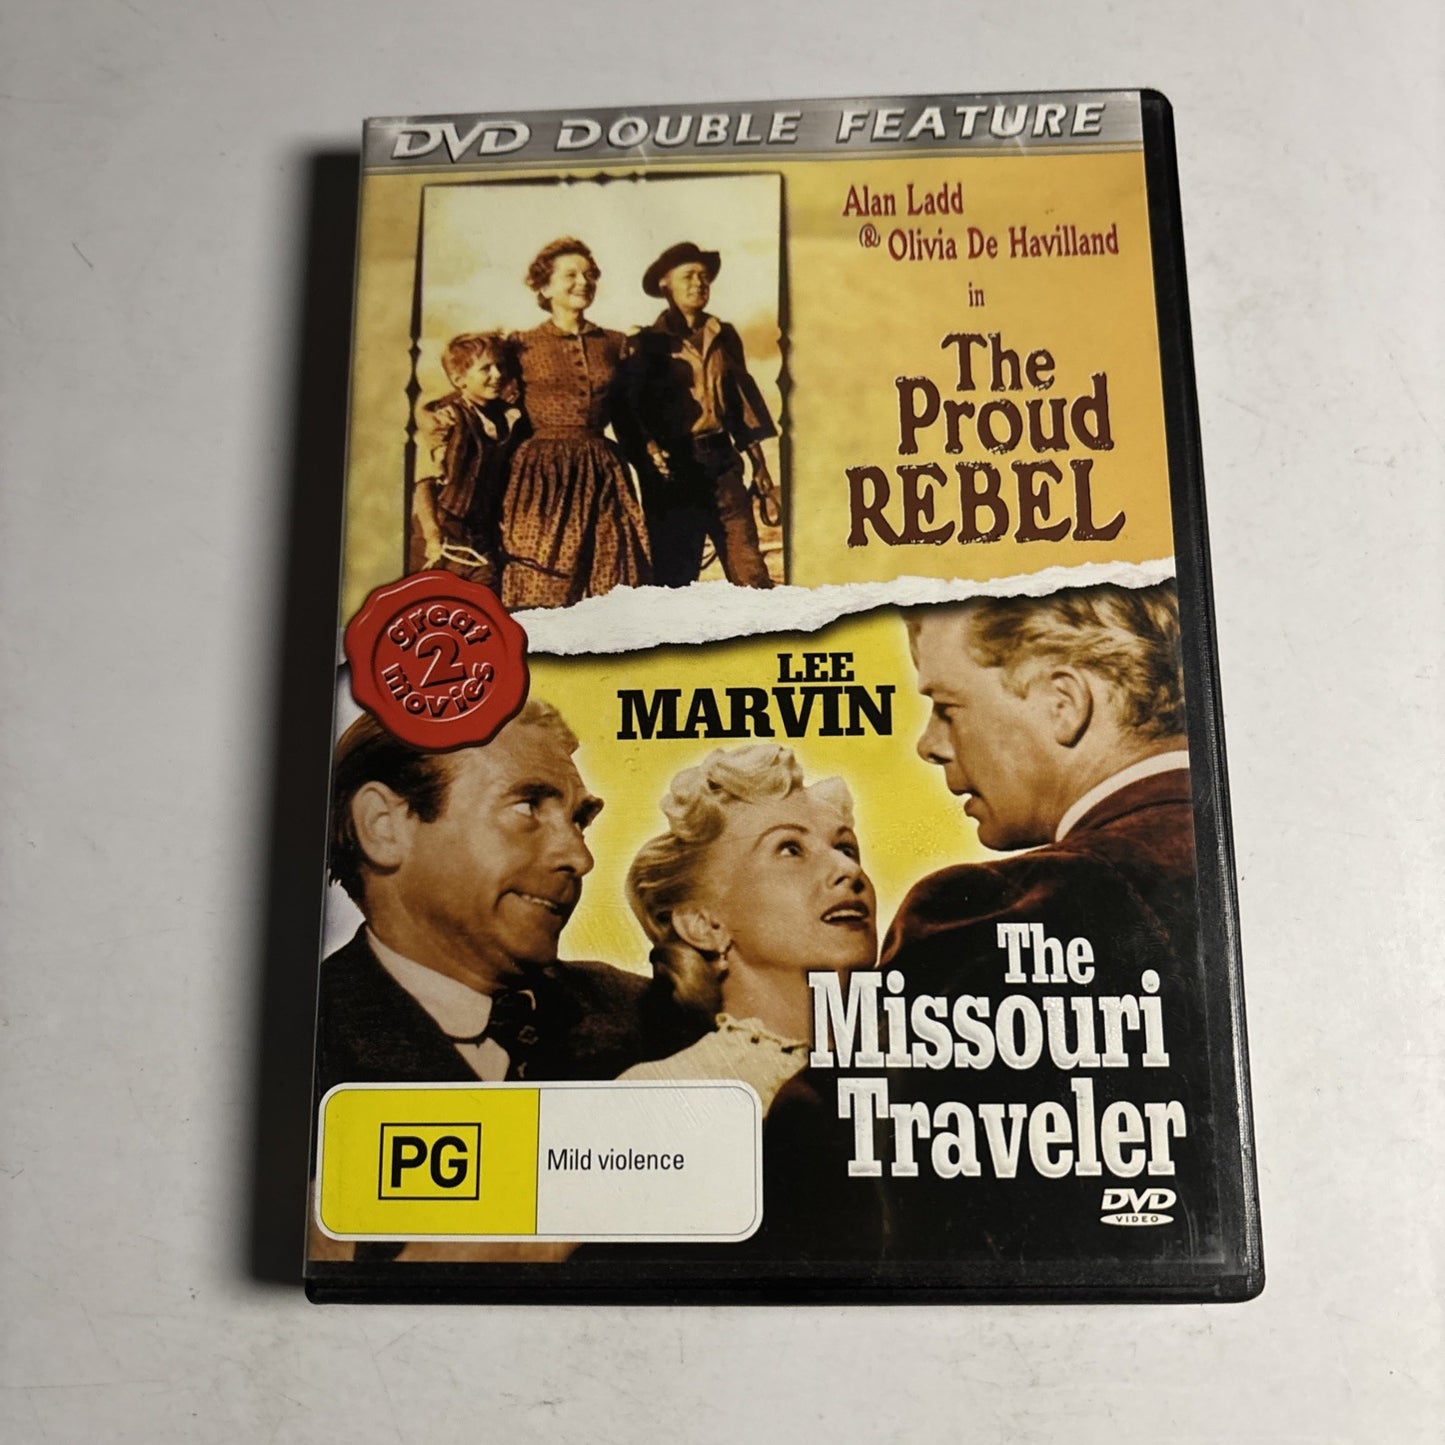 DVD DOUBLE FEATURE
Alan Ladd
& Olivia De Havilland
in
The
Proud
REBEL
great
2
movies
LEE
MARVIN
The
Missouri
Traveler
PG
Mild violence
DVD
VIDEO